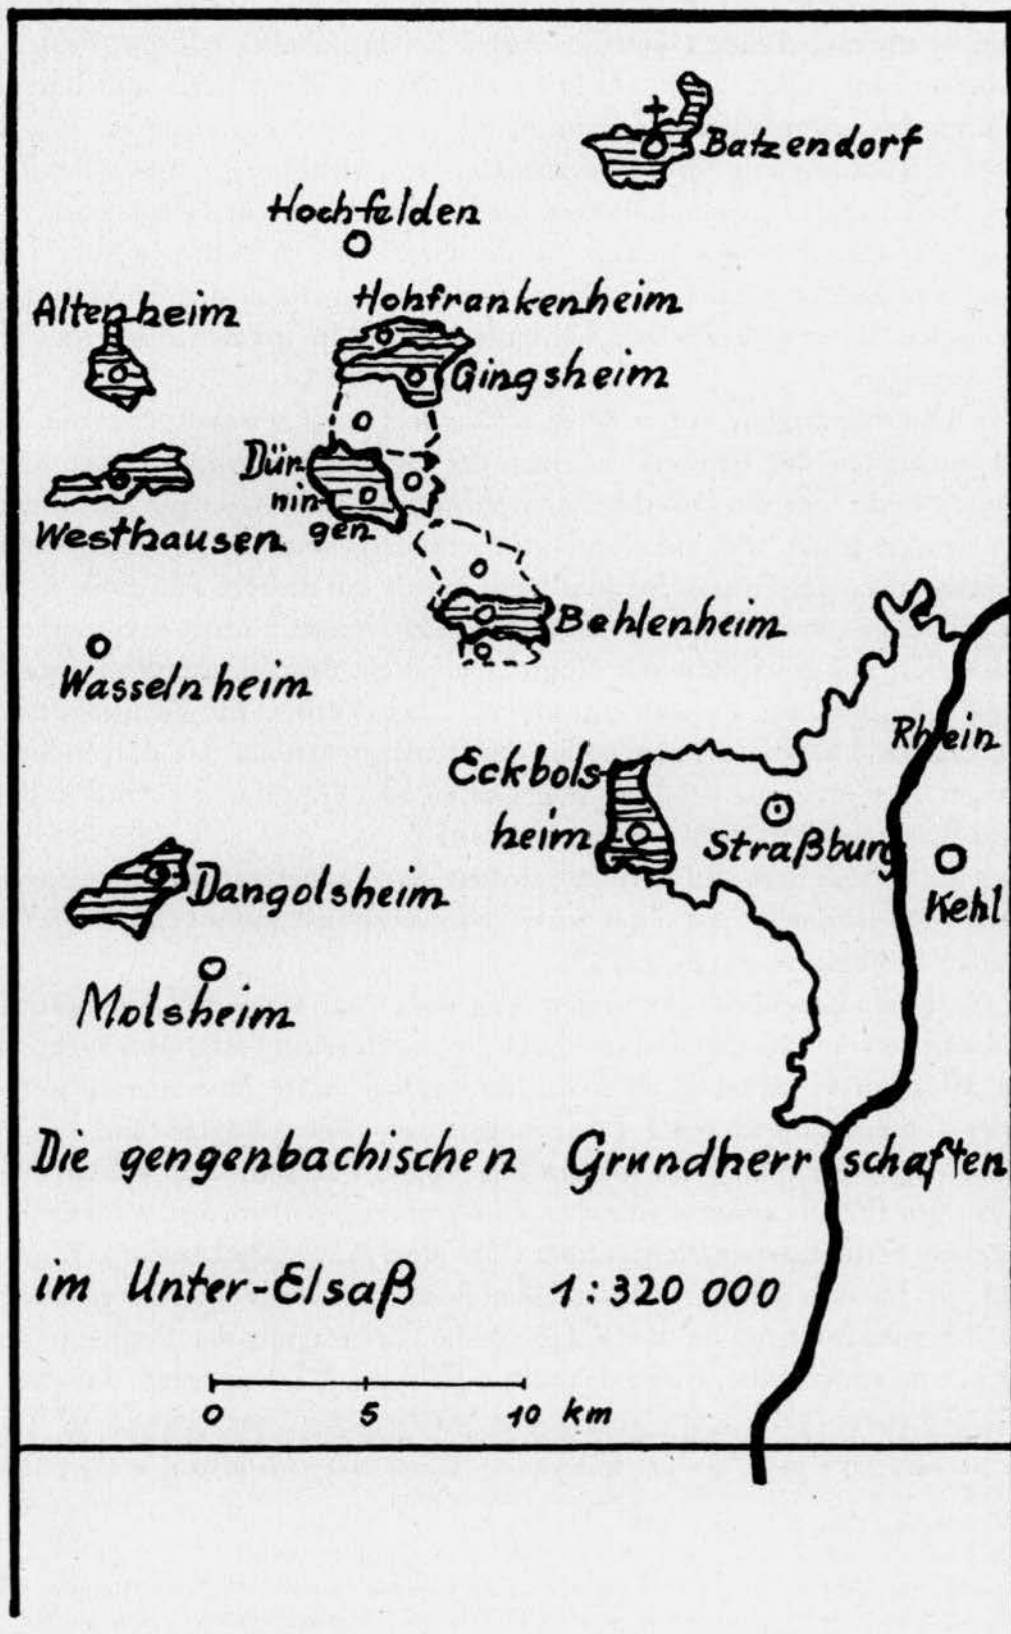 Batzendorf
Hochfelden
Altenheim
Hohfrankenheim
Gingsheim
Dür-
nin-
gen
Westhausen
Behlenheim
Wasselnheim
Rhein
Eckbols-
heim
Straßburg
Kehl
Dangolsheim
Molsheim
Die gengenbachischen Grundherrschaften
im Unter-Elsaß 1:320 000
0 5 10 km